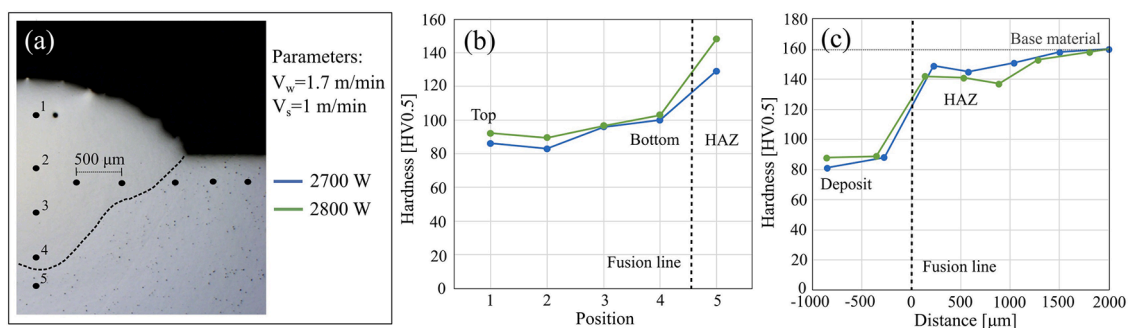 (a)
Parameters:
Vw=1.7 m/min
Vs=1 m/min
1
2
500 μm
3
4
5
2700 W
2800 W
(b)
Hardness [HV0.5]
160
140
120
100
80
60
40
20
0
Top
Bottom
HAZ
Fusion line
1 2 3 4 5
Position
(c)
Hardness [HV0.5]
180
160
140
120
100
80
60
40
20
0
Base material
HAZ
Deposit
Fusion line
-1000 -500 0 500 1000 1500 2000
Distance [μm]